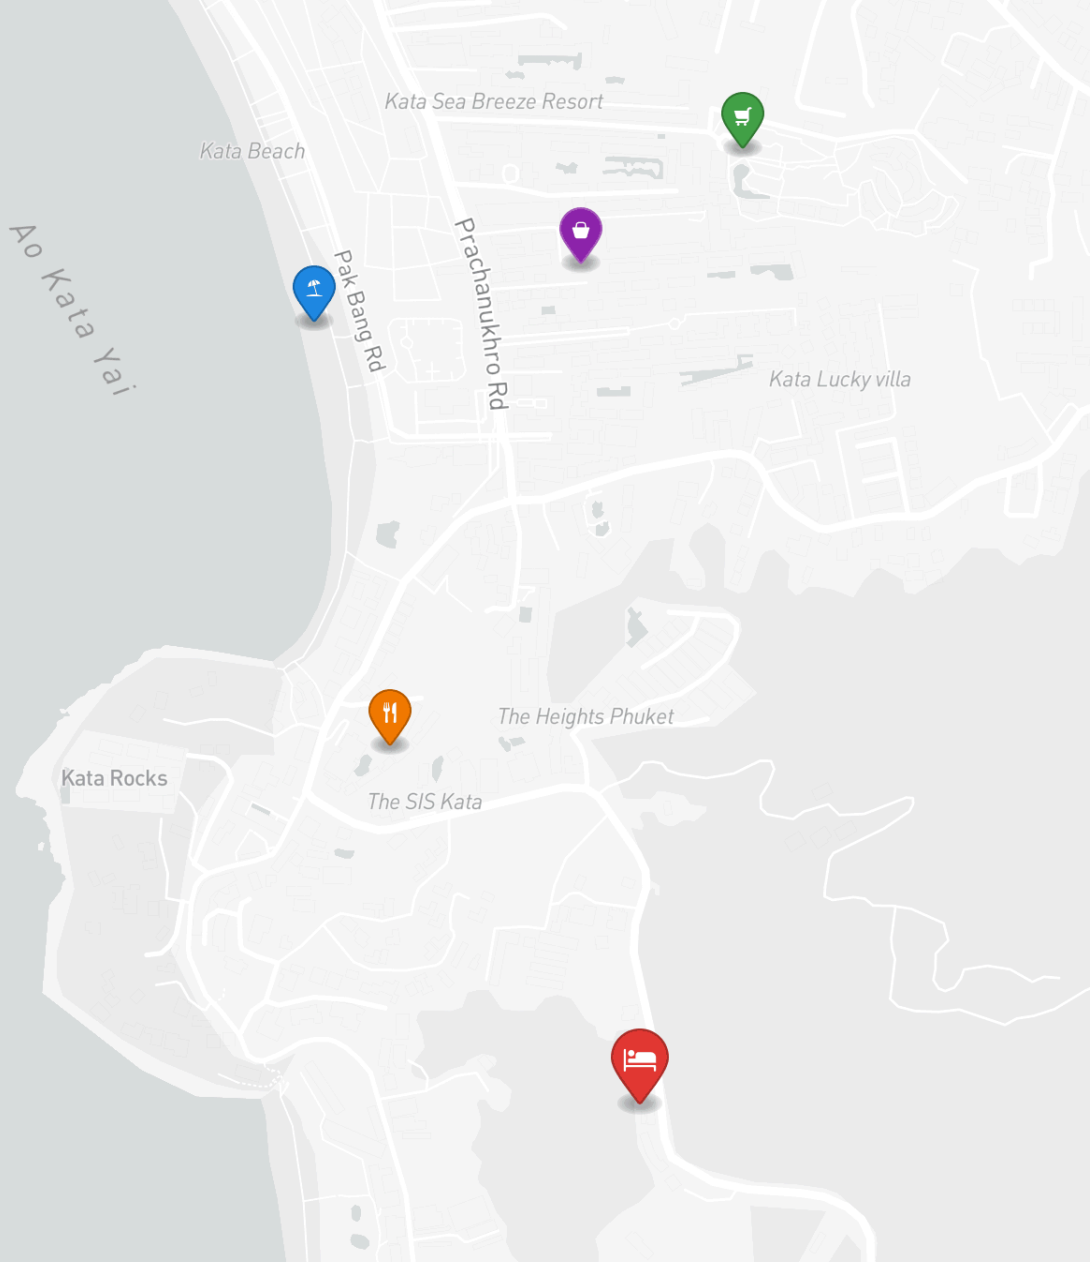 Kata Sea Breeze Resort
Kata Beach
Ao Kata Yai
Prachanukhro Rd
Pak Bang Rd
Kata Lucky villa
The Heights Phuket
Kata Rocks
The SIS Kata